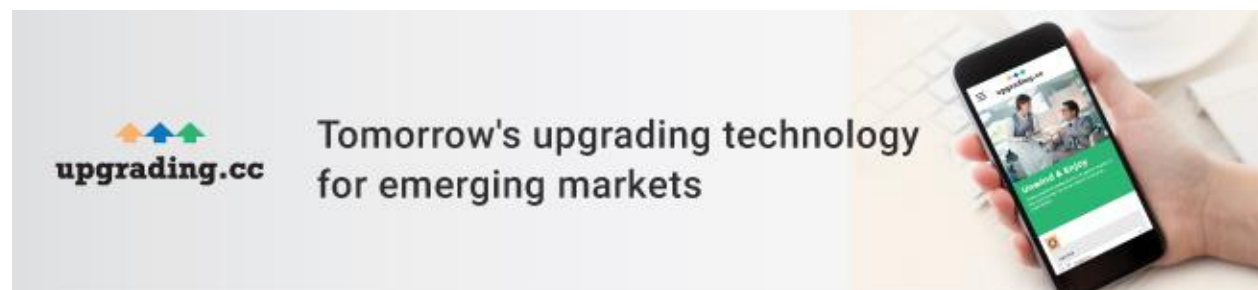 upgrading.cc
Tomorrow's upgrading technology
for emerging markets
upgrading.cc
Unwind & Enjoy